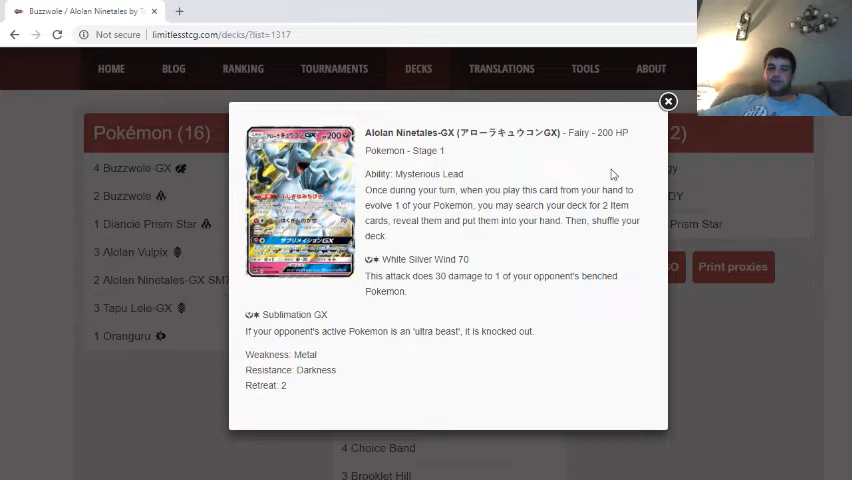 Buzzwole / Alolan Ninetales by T
Not secure | limitlesstcg.com/decks/?list=1317
HOME
BLOG
RANKING
TOURNAMENTS
DECKS
TRANSLATIONS
TOOLS
ABOUT
Pokémon (16)
2)
4 Buzzwole-GX
2 Buzzwole
1 Diancie Prism Star
3 Alolan Vulpix
2 Alolan Ninetales-GX SM7
3 Tapu Lele-GX
1 Oranguru
gy
DY
sm Star
GO
Print proxies
Alolan Ninetales-GX (アローラキュウコンGX) - Fairy - 200 HP
Pokemon - Stage 1
Ability: Mysterious Lead
Once during your turn, when you play this card from your hand to
evolve 1 of your Pokemon, you may search your deck for 2 Item
cards, reveal them and put them into your hand. Then, shuffle your
deck.
White Silver Wind 70
This attack does 30 damage to 1 of your opponent's benched
Pokemon.
Sublimation GX
If your opponent's active Pokemon is an 'ultra beast', it is knocked out.
Weakness: Metal
Resistance: Darkness
Retreat: 2
4 Choice Band
3 Brooklet Hill